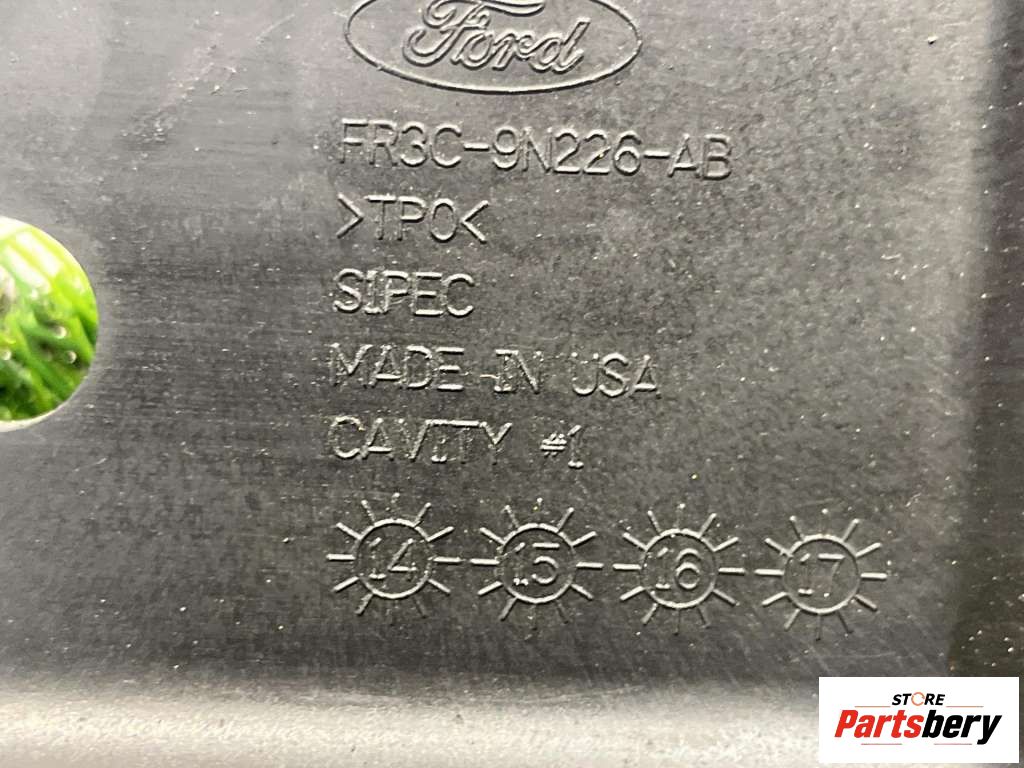 Ford
FR3C-9N226-AB
>TPO<
SIPEC
MADE IN USA
CAVITY #1
14 15 16 17
STORE
Partsbery